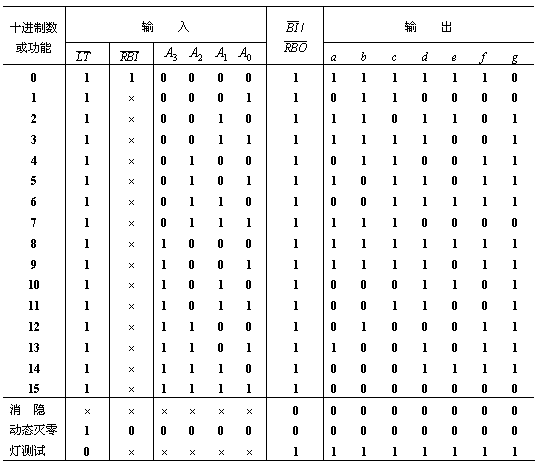 十进制数 或功能 输 入 B̅I̅ / R̅B̅O̅ 输 出
L̅T̅ R̅B̅I̅ A₃ A₂ A₁ A₀ a b c d e f g
0 1 1 0 0 0 0 1 1 1 1 1 1 1 0
1 1 × 0 0 0 1 1 0 1 1 0 0 0 0
2 1 × 0 0 1 0 1 1 1 0 1 1 0 1
3 1 × 0 0 1 1 1 1 1 1 1 0 0 1
4 1 × 0 1 0 0 1 0 1 1 0 0 1 1
5 1 × 0 1 0 1 1 1 0 1 1 0 1 1
6 1 × 0 1 1 0 1 0 0 1 1 1 1 1
7 1 × 0 1 1 1 1 1 1 1 0 0 0 0
8 1 × 1 0 0 0 1 1 1 1 1 1 1 1
9 1 × 1 0 0 1 1 1 1 1 1 0 1 1
10 1 × 1 0 1 0 1 0 0 0 1 1 0 1
11 1 × 1 0 1 1 1 0 0 1 1 0 0 1
12 1 × 1 1 0 0 1 0 1 0 0 0 1 1
13 1 × 1 1 0 1 1 1 0 0 1 0 1 1
14 1 × 1 1 1 0 1 0 0 0 1 1 1 1
15 1 × 1 1 1 1 1 0 0 0 0 0 0 0
消 隐 × × × × × × 0 0 0 0 0 0 0 0
动态灭零 1 0 0 0 0 0 0 0 0 0 0 0 0 0
灯测试 0 × × × × × 1 1 1 1 1 1 1 1